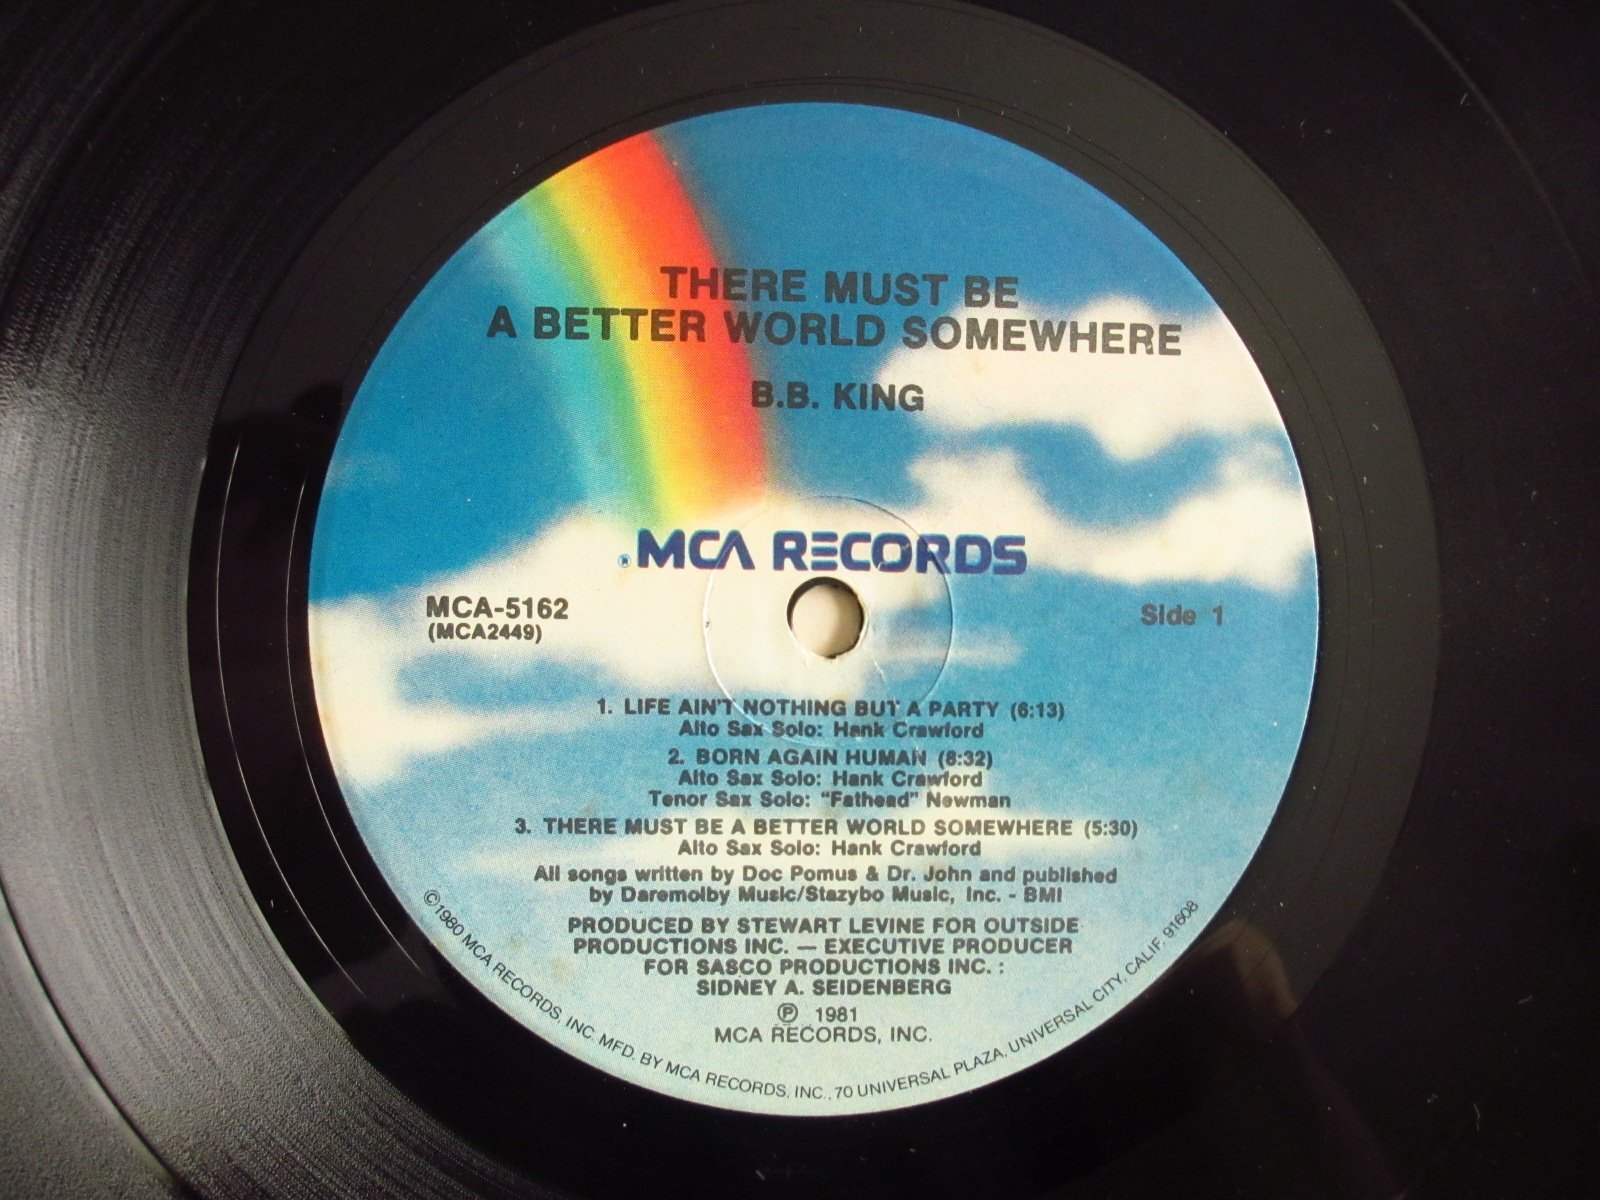 THERE MUST BE
A BETTER WORLD SOMEWHERE
B.B. KING
® MCA RECORDS
MCA-5162
(MCA2449)
Side 1
1. LIFE AIN'T NOTHING BUT A PARTY (6:13)
Alto Sax Solo: Hank Crawford
2. BORN AGAIN HUMAN (8:32)
Alto Sax Solo: Hank Crawford
Tenor Sax Solo: "Fathead" Newman
3. THERE MUST BE A BETTER WORLD SOMEWHERE (5:30)
Alto Sax Solo: Hank Crawford
All songs written by Doc Pomus & Dr. John and published
by Daremolby Music/Stazybo Music, Inc. - BMI
PRODUCED BY STEWART LEVINE FOR OUTSIDE
PRODUCTIONS INC. — EXECUTIVE PRODUCER
FOR SASCO PRODUCTIONS INC. :
SIDNEY A. SEIDENBERG
℗ 1981
MCA RECORDS, INC.
©1980 MCA RECORDS, INC. MFD. BY MCA RECORDS, INC., 70 UNIVERSAL PLAZA, UNIVERSAL CITY, CALIF. 91608